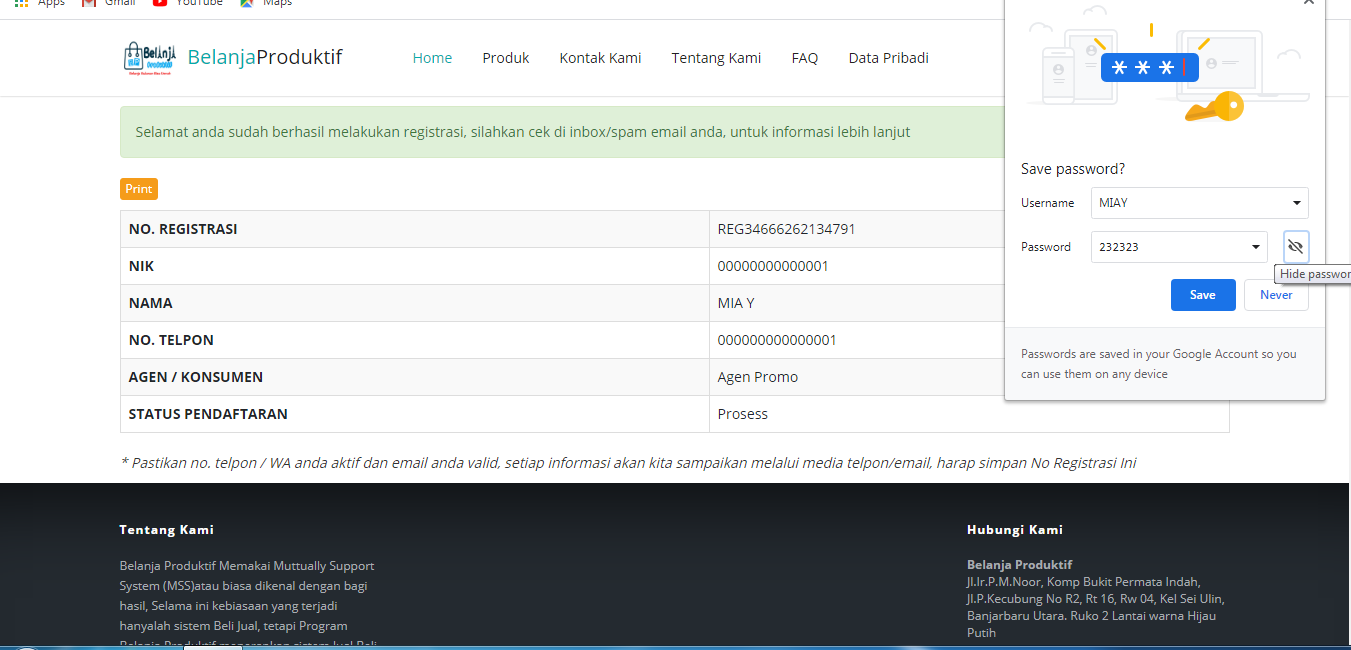 Apps Gmail YouTube Maps
Belanja
BelanjaProduktif Home Produk Kontak Kami Tentang Kami FAQ Data Pribadi
Selamat anda sudah berhasil melakukan registrasi, silahkan cek di inbox/spam email anda, untuk informasi lebih lanjut
Print
NO. REGISTRASI REG34666262134791
NIK 00000000000001
NAMA MIA Y
NO. TELPON 000000000000001
AGEN / KONSUMEN Agen Promo
STATUS PENDAFTARAN Prosess
* Pastikan no. telpon / WA anda aktif dan email anda valid, setiap informasi akan kita sampaikan melalui media telpon/email, harap simpan No Registrasi Ini
* * *
Save password?
Username MIAY
Password 232323
Hide passwor
Save Never
Passwords are saved in your Google Account so you
can use them on any device
Tentang Kami
Belanja Produktif Memakai Muttually Support
System (MSS)atau biasa dikenal dengan bagi
hasil, Selama ini kebiasaan yang terjadi
hanyalah sistem Beli Jual, tetapi Program
Belanja Produktif menerapkan sistem Jual Beli
Hubungi Kami
Belanja Produktif
Jl.Ir.P.M.Noor, Komp Bukit Permata Indah,
Jl.P.Kecubung No R2, Rt 16, Rw 04, Kel Sei Ulin,
Banjarbaru Utara. Ruko 2 Lantai warna Hijau
Putih